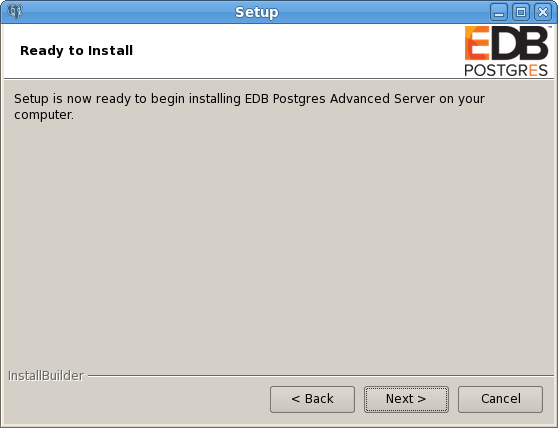 Setup
Ready to Install
EDB™
POSTGRES
Setup is now ready to begin installing EDB Postgres Advanced Server on your
computer.
InstallBuilder
< Back
Next >
Cancel